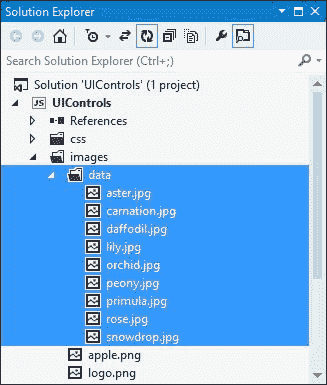 Solution Explorer
Search Solution Explorer (Ctrl+;)
Solution 'UIControls' (1 project)
JS UIControls
References
css
images
data
aster.jpg
carnation.jpg
daffodil.jpg
lily.jpg
orchid.jpg
peony.jpg
primula.jpg
rose.jpg
snowdrop.jpg
apple.png
logo.png